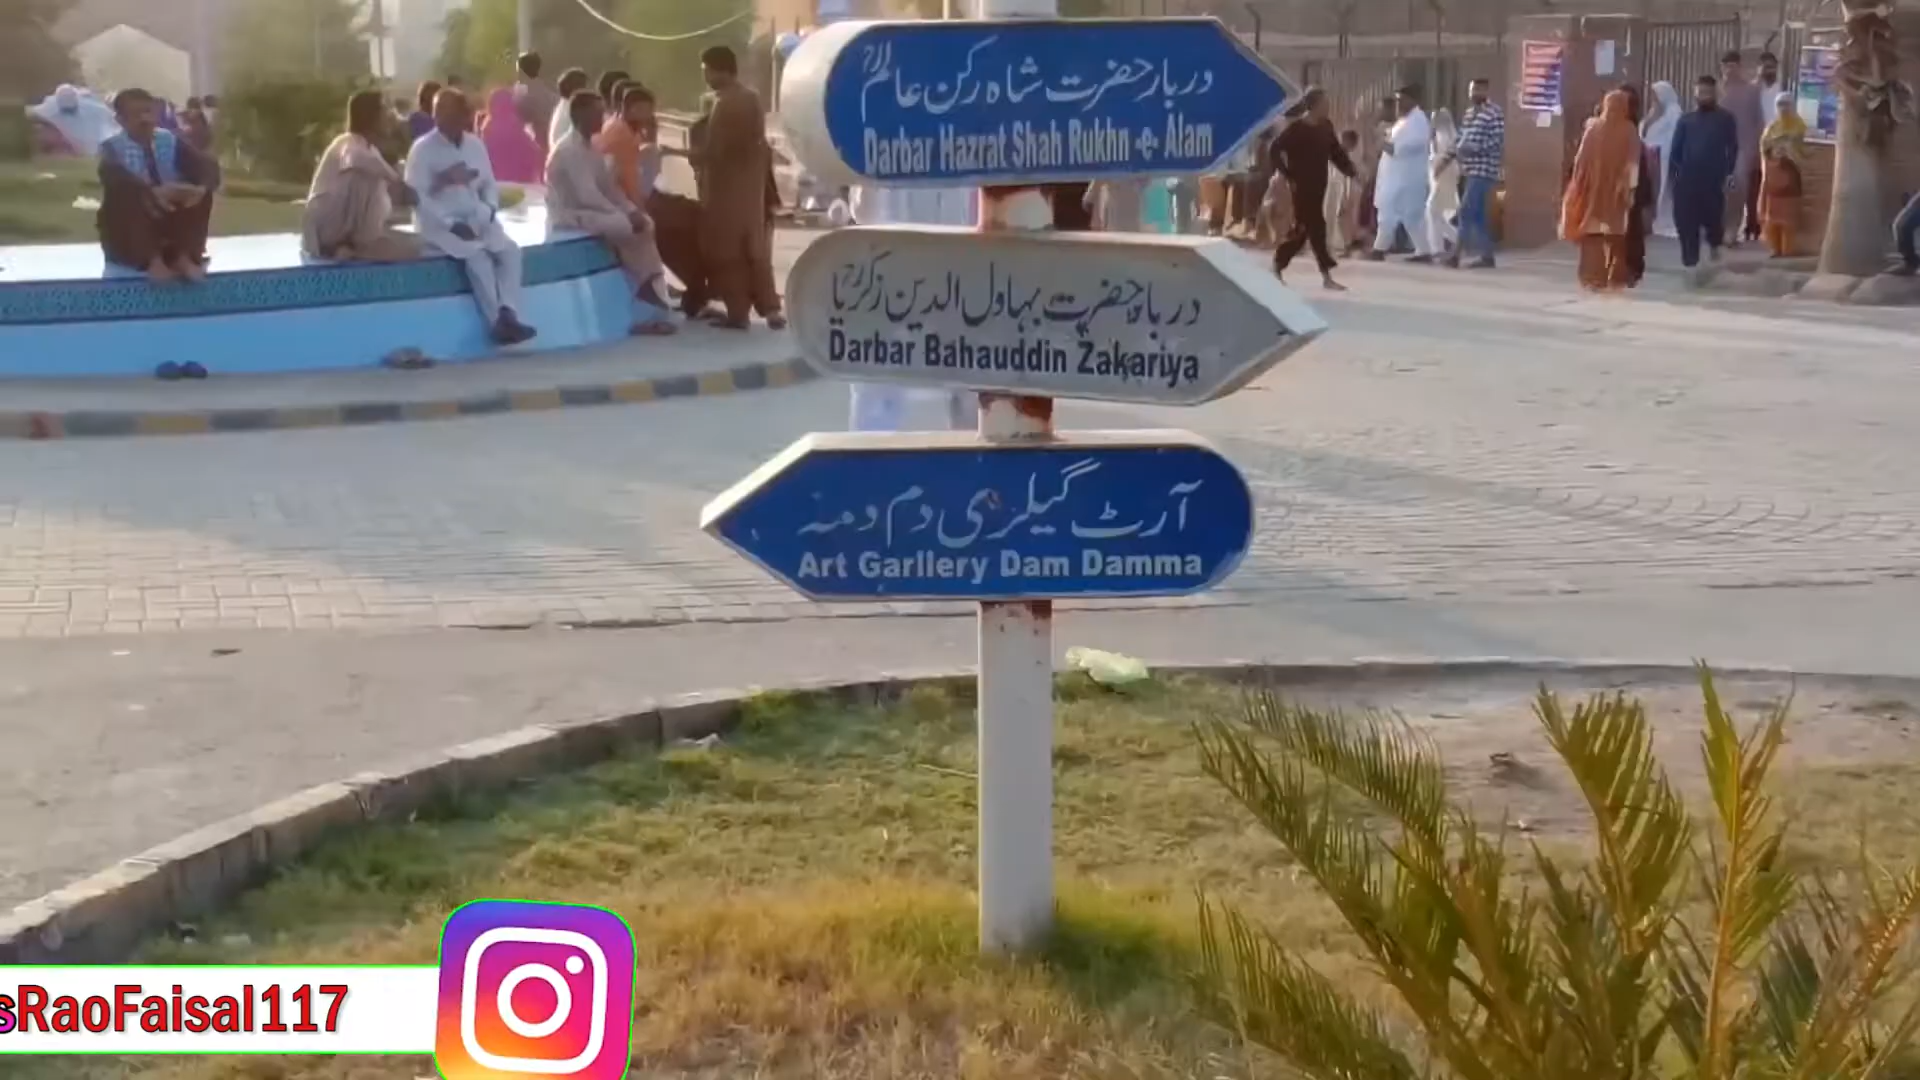 دربار حضرت شاہ رکن عالمؒ
Darbar Hazrat Shah Rukhn -e- Alam
دربار حضرت بہاول الدین زکریاؒ
Darbar Bahauddin Zakariya
آرٹ گیلری دم دمہ
Art Garllery Dam Damma
sRaoFaisal117